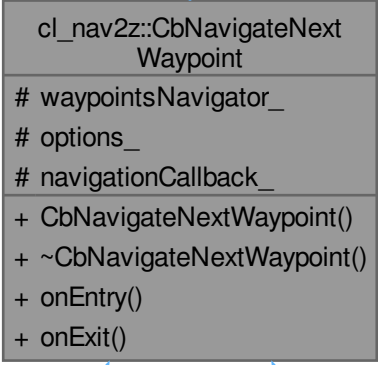 cl_nav2z::CbNavigateNext
Waypoint
# waypointsNavigator_
# options_
# navigationCallback_
+ CbNavigateNextWaypoint()
+ ~CbNavigateNextWaypoint()
+ onEntry()
+ onExit()